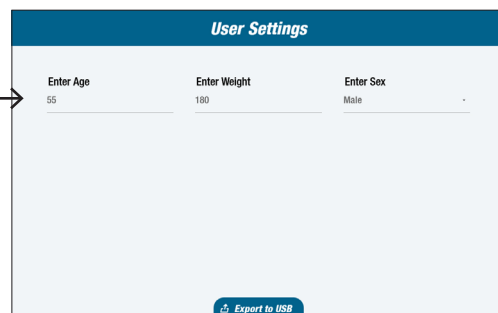 User Settings
Enter Age Enter Weight Enter Sex
55 180 Male
Export to USB